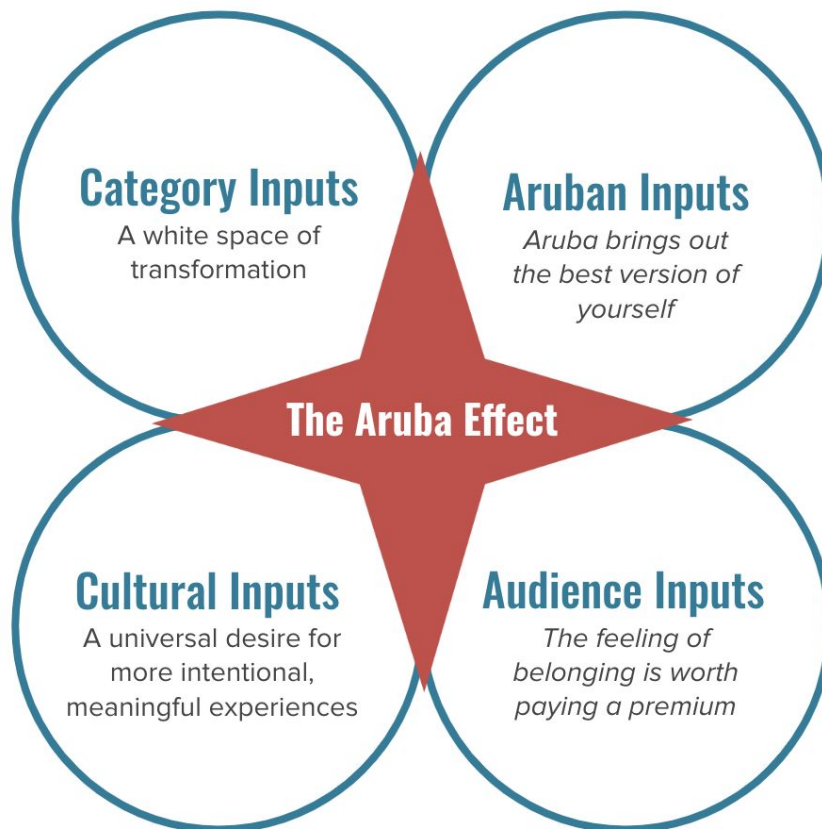 Category Inputs
A white space of
transformation
Aruban Inputs
Aruba brings out
the best version of
yourself
The Aruba Effect
Cultural Inputs
A universal desire for
more intentional,
meaningful experiences
Audience Inputs
The feeling of
belonging is worth
paying a premium